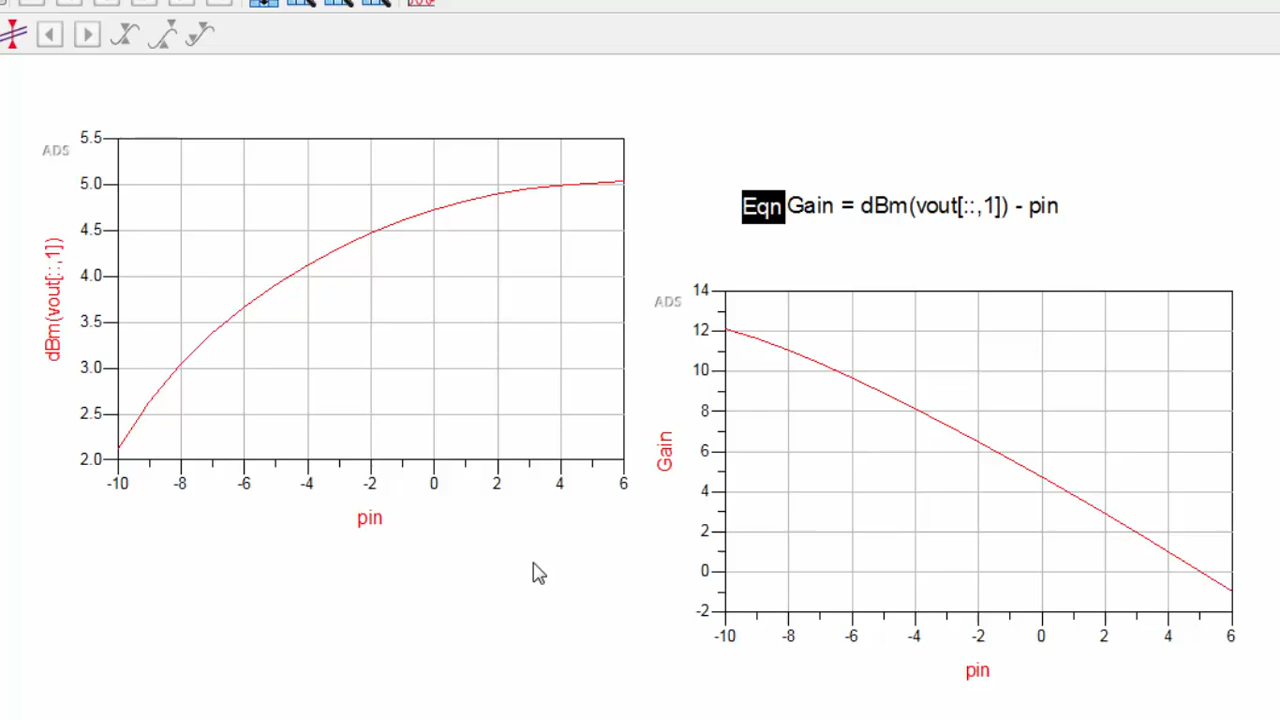 ADS
5.5
5.0
4.5
4.0
3.5
3.0
2.5
2.0
dBm(vout[::,1])
-10 -8 -6 -4 -2 0 2 4 6
pin
Eqn Gain = dBm(vout[::,1]) - pin
ADS
14
12
10
8
6
4
2
0
-2
Gain
-10 -8 -6 -4 -2 0 2 4 6
pin